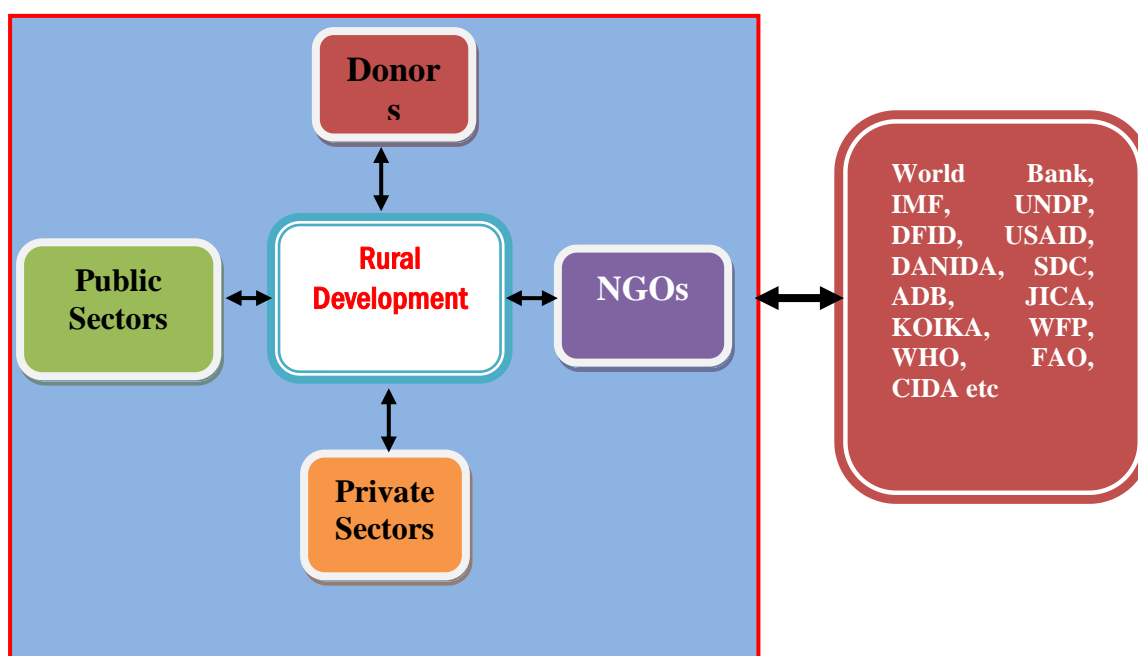 Donor
s
Rural
Development
Public
Sectors
NGOs
Private
Sectors
World Bank,
IMF, UNDP,
DFID, USAID,
DANIDA, SDC,
ADB, JICA,
KOIKA, WFP,
WHO, FAO,
CIDA etc